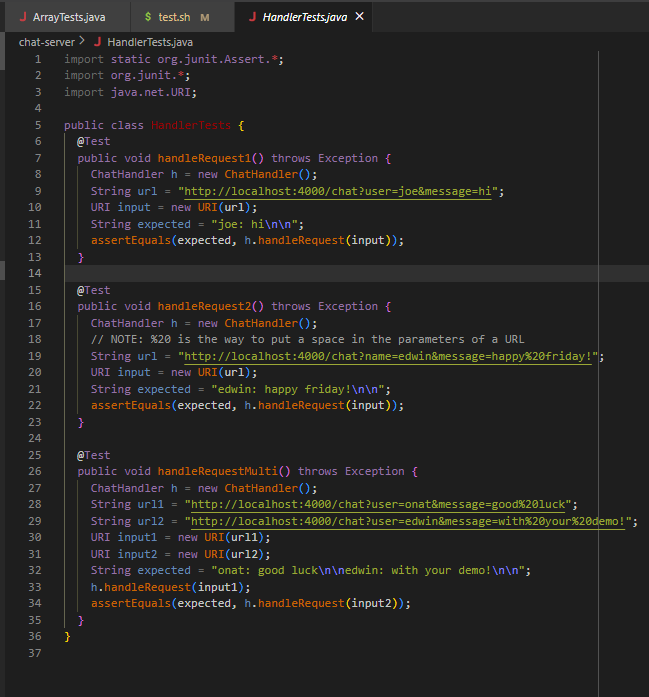 ArrayTests.java $ test.sh M HandlerTests.java ×
chat-server > HandlerTests.java
1 import static org.junit.Assert.*;
2 import org.junit.*;
3 import java.net.URI;
4
5 public class HandlerTests {
6   @Test
7   public void handleRequest1() throws Exception {
8     ChatHandler h = new ChatHandler();
9     String url = "http://localhost:4000/chat?user=joe&message=hi";
10     URI input = new URI(url);
11     String expected = "joe: hi\n\n";
12     assertEquals(expected, h.handleRequest(input));
13   }
14
15   @Test
16   public void handleRequest2() throws Exception {
17     ChatHandler h = new ChatHandler();
18     // NOTE: %20 is the way to put a space in the parameters of a URL
19     String url = "http://localhost:4000/chat?name=edwin&message=happy%20friday!";
20     URI input = new URI(url);
21     String expected = "edwin: happy friday!\n\n";
22     assertEquals(expected, h.handleRequest(input));
23   }
24
25   @Test
26   public void handleRequestMulti() throws Exception {
27     ChatHandler h = new ChatHandler();
28     String url1 = "http://localhost:4000/chat?user=onat&message=good%20luck";
29     String url2 = "http://localhost:4000/chat?user=edwin&message=with%20your%20demo!";
30     URI input1 = new URI(url1);
31     URI input2 = new URI(url2);
32     String expected = "onat: good luck\n\nedwin: with your demo!\n\n";
33     h.handleRequest(input1);
34     assertEquals(expected, h.handleRequest(input2));
35   }
36 }
37